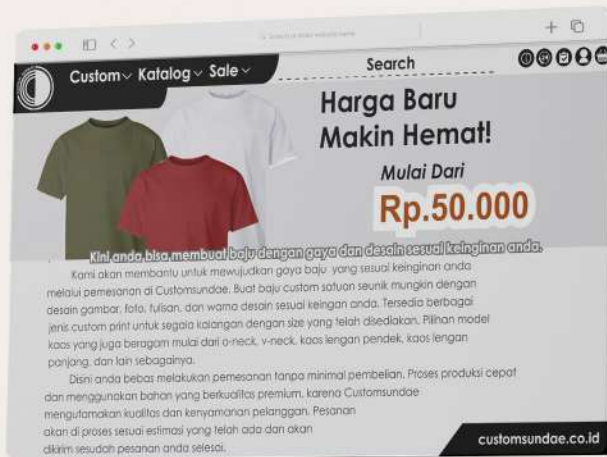 Custom Katalog Sale Search
Harga Baru
Makin Hemat!
Mulai Dari
Rp.50.000
Kini anda bisa membuat baju dengan gaya dan desain sesuai keinginan anda.
Kami akan membantu untuk mewujudkan gaya baju yang sesuai keinginan anda
melalui pemesanan di Customsundae. Buat baju custom satuan seunik mungkin dengan
desain gambar, foto, tulisan, dan warna desain sesuai keingan anda. Tersedia berbagai
jenis custom print untuk segala kalangan dengan size yang telah disediakan. Pilihan model
kaos yang juga beragam mulai dari o-neck, v-neck, kaos lengan pendek, kaos lengan
panjang, dan lain sebagainya.
Disni anda bebas melakukan pemesanan tanpa minimal pembelian. Proses produksi cepat
dan menggunakan bahan yang berkualitas premium, karena Customsundae
mengutamakan kualitas dan kenyamanan pelanggan. Pesanan
akan di proses sesuai estimasi yang telah ada dan akan
dikirim sesudah pesanan anda selesai.
customsundae.co.id